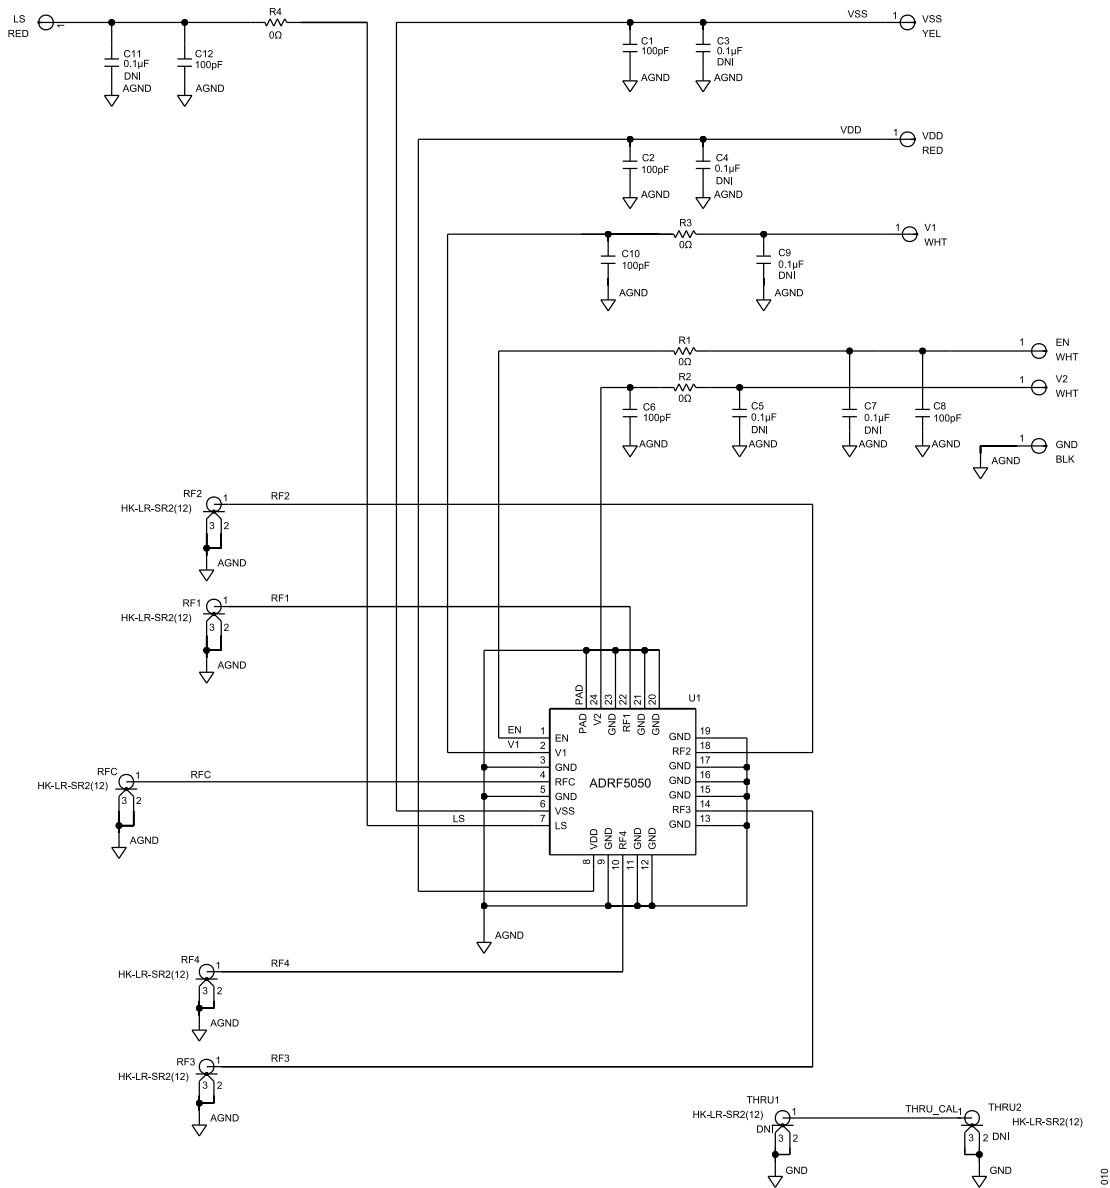 LS
RED
1
R4
0Ω
C11
0.1µF
DNI
AGND
C12
100pF
AGND
VSS
1
VSS
YEL
C1
100pF
AGND
C3
0.1µF
DNI
AGND
VDD
1
VDD
RED
C2
100pF
AGND
C4
0.1µF
DNI
AGND
R3
0Ω
1
V1
WHT
C10
100pF
AGND
C9
0.1µF
DNI
AGND
R1
0Ω
1
EN
WHT
R2
0Ω
1
V2
WHT
C6
100pF
AGND
C5
0.1µF
DNI
AGND
C7
0.1µF
DNI
AGND
C8
100pF
AGND
1
GND
BLK
AGND
RF2
1
RF2
HK-LR-SR2(12)
3 2
AGND
RF1
1
RF1
HK-LR-SR2(12)
3 2
AGND
U1
PAD 24 23 22 21 20
PAD V2 GND RF1 GND GND
EN 1 EN
V1 2 V1
3 GND
4 RFC
5 GND
6 VSS
LS 7 LS
ADRF5050
GND 19
RF2 18
GND 17
GND 16
GND 15
RF3 14
GND 13
VDD GND RF4 GND GND
8 9 10 11 12
RFC
1
RFC
HK-LR-SR2(12)
3 2
AGND
AGND
RF4
1
RF4
HK-LR-SR2(12)
3 2
AGND
RF3
1
RF3
HK-LR-SR2(12)
3 2
AGND
THRU1
HK-LR-SR2(12)
1
DNI
3 2
GND
THRU_CAL
1
THRU2
HK-LR-SR2(12)
3 2 DNI
GND
010